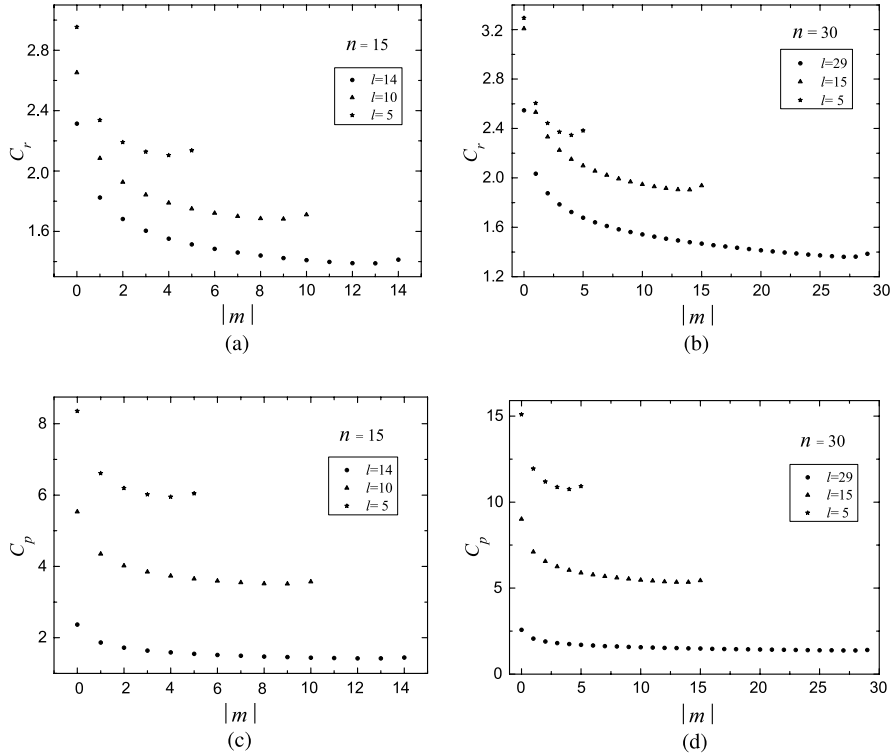 2.8
2.4
2.0
1.6
C_r
n = 15
l=14
l=10
l= 5
0 2 4 6 8 10 12 14
|m|
(a)
3.2
2.8
2.4
2.0
1.6
1.2
C_r
n = 30
l=29
l=15
l= 5
0 5 10 15 20 25 30
|m|
(b)
8
6
4
2
C_p
n = 15
l=14
l=10
l= 5
0 2 4 6 8 10 12 14
|m|
(c)
15
10
5
0
C_p
n = 30
l=29
l=15
l= 5
0 5 10 15 20 25 30
|m|
(d)